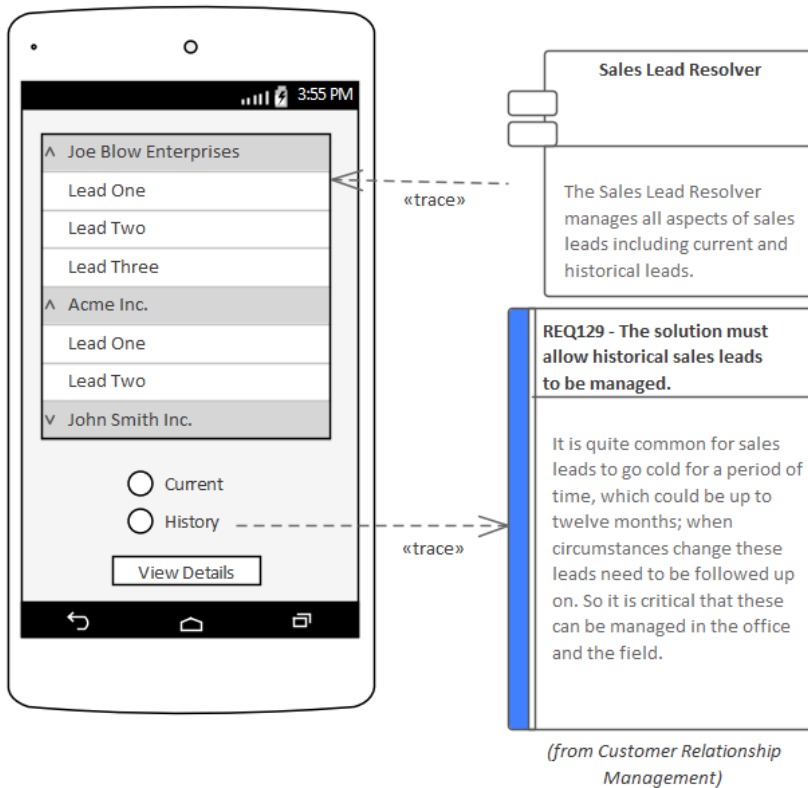 3:55 PM
Joe Blow Enterprises
Lead One
Lead Two
Lead Three
Acme Inc.
Lead One
Lead Two
John Smith Inc.
Current
History
View Details
«trace»
«trace»
Sales Lead Resolver
The Sales Lead Resolver
manages all aspects of sales
leads including current and
historical leads.
REQ129 - The solution must
allow historical sales leads
to be managed.
It is quite common for sales
leads to go cold for a period of
time, which could be up to
twelve months; when
circumstances change these
leads need to be followed up
on. So it is critical that these
can be managed in the office
and the field.
(from Customer Relationship
Management)